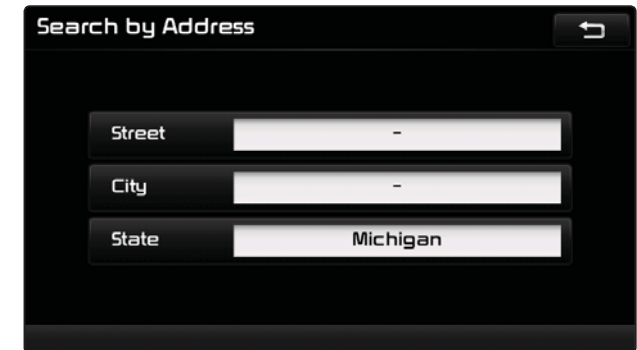 Search by Address
Street -
City -
State Michigan